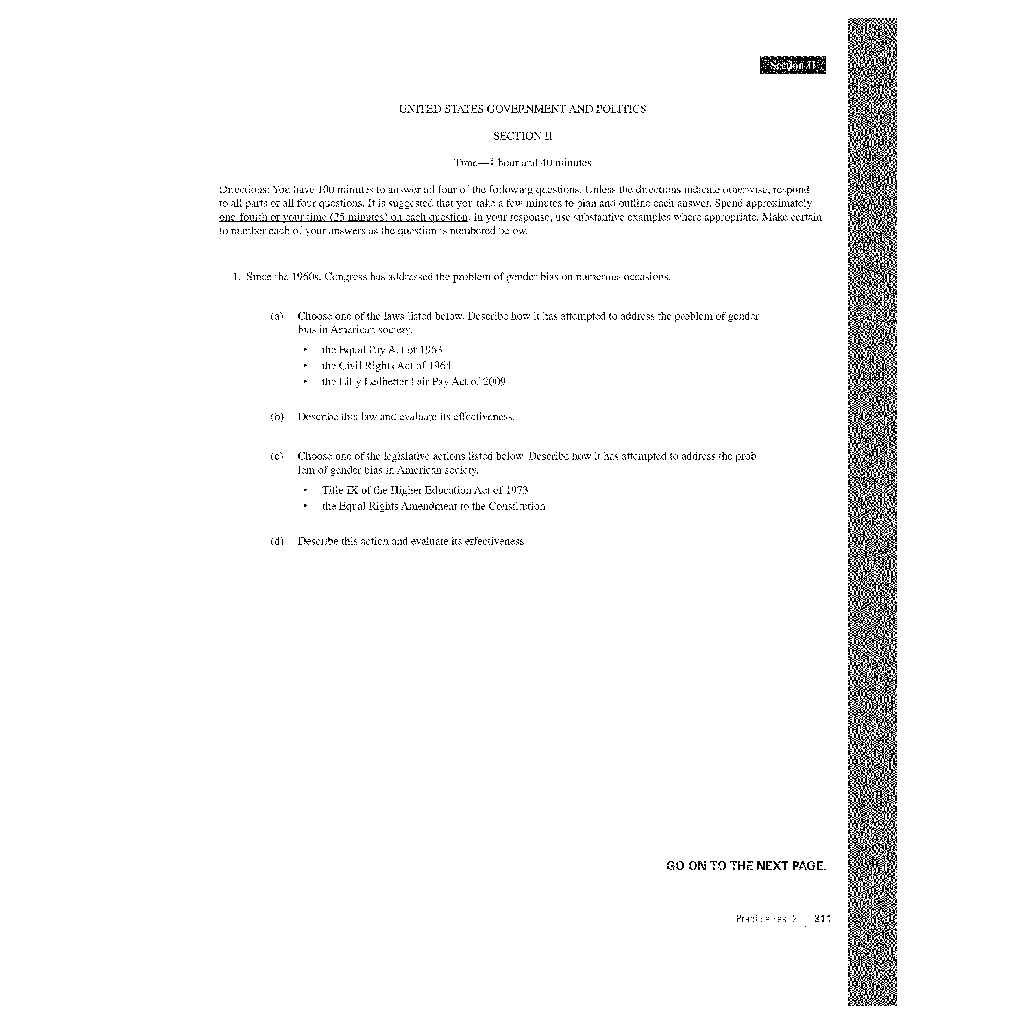 Section II
UNITED STATES GOVERNMENT AND POLITICS
SECTION II
Time—1 hour and 40 minutes
Directions: You have 100 minutes to answer all four of the following questions. Unless the directions indicate otherwise, respond
to all parts of all four questions. It is suggested that you take a few minutes to plan and outline each answer. Spend approximately
one-fourth of your time (25 minutes) on each question. In your response, use substantive examples where appropriate. Make certain
to number each of your answers as the question is numbered below.
1. Since the 1960s, Congress has addressed the problem of gender bias on numerous occasions.
(a) Choose one of the laws listed below. Describe how it has attempted to address the problem of gender
bias in American society.
• the Equal Pay Act of 1963
• the Civil Rights Act of 1964
• the Lilly Ledbetter Fair Pay Act of 2009
(b) Describe this law and evaluate its effectiveness.
(c) Choose one of the legislative actions listed below. Describe how it has attempted to address the prob-
lem of gender bias in American society.
• Title IX of the Higher Education Act of 1973
• the Equal Rights Amendment to the Constitution
(d) Describe this action and evaluate its effectiveness.
GO ON TO THE NEXT PAGE.
Practice Test 2 |